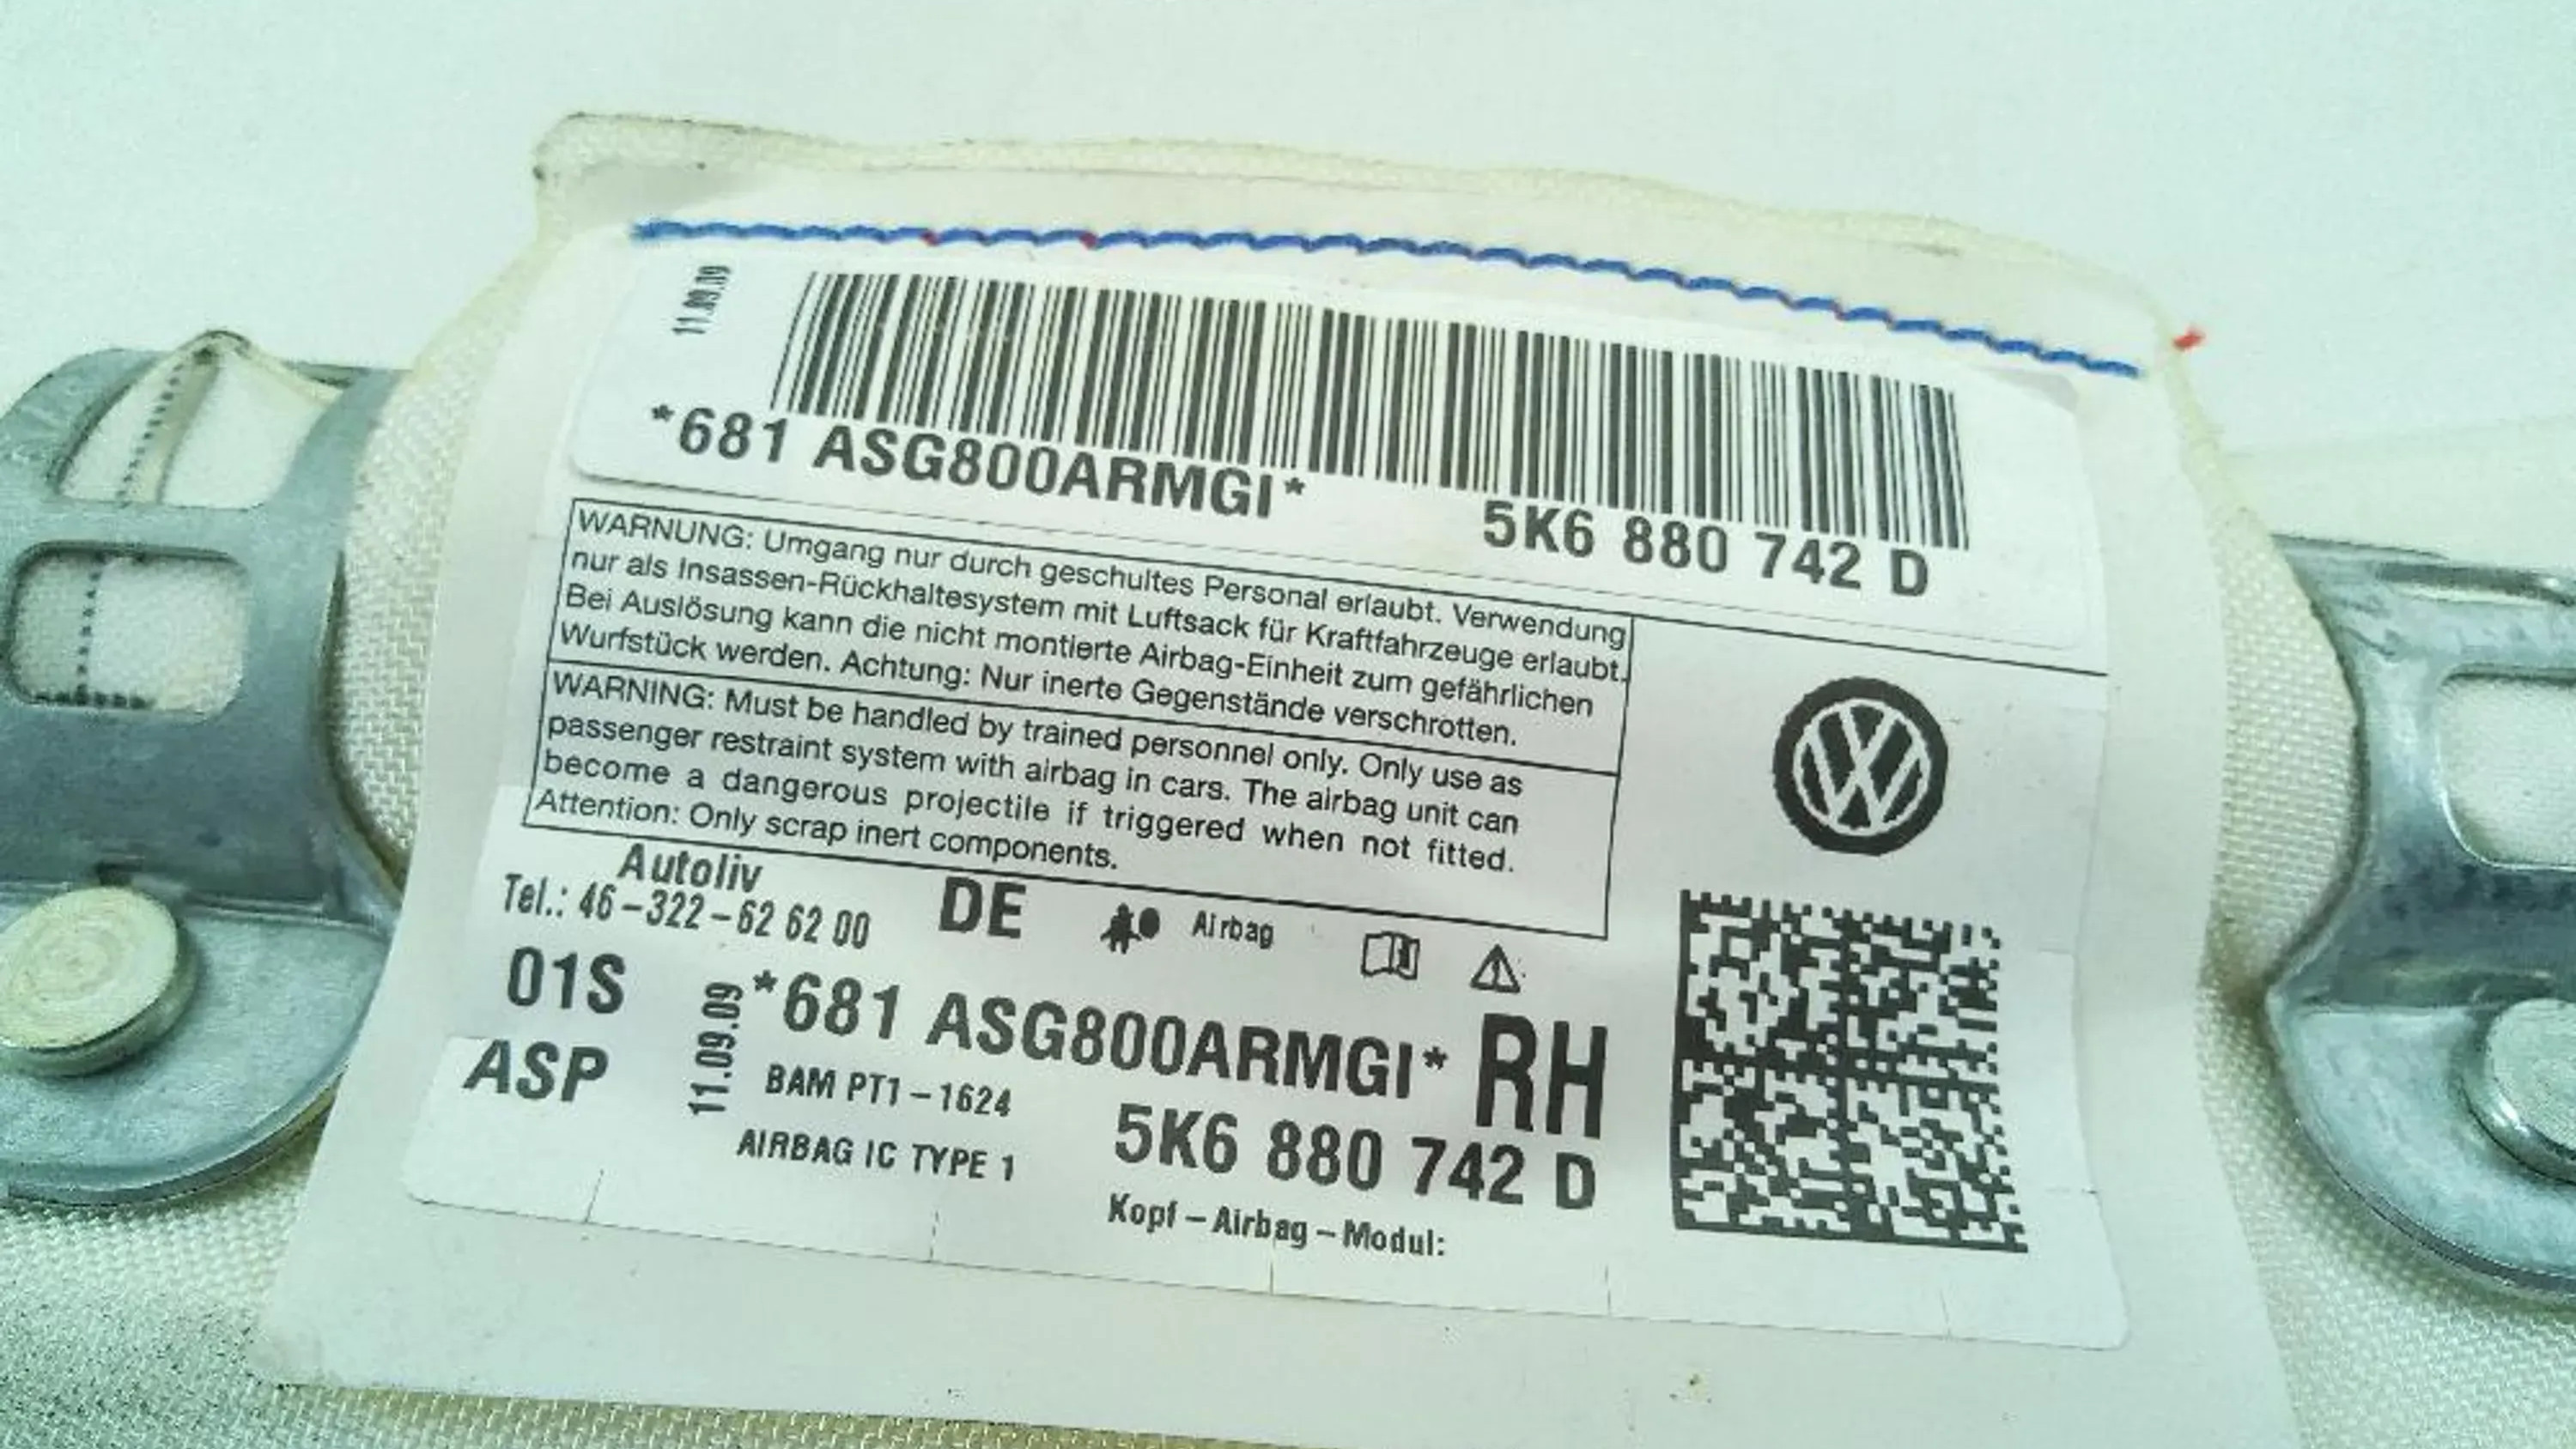 11.09.09
*681 ASG800ARMGI*
5K6 880 742 D
WARNUNG: Umgang nur durch geschultes Personal erlaubt. Verwendung
nur als Insassen-Rückhaltesystem mit Luftsack für Kraftfahrzeuge erlaubt.
Bei Auslösung kann die nicht montierte Airbag-Einheit zum gefährlichen
Wurfstück werden. Achtung: Nur inerte Gegenstände verschrotten.
WARNING: Must be handled by trained personnel only. Only use as
passenger restraint system with airbag in cars. The airbag unit can
become a dangerous projectile if triggered when not fitted.
Attention: Only scrap inert components.
Autoliv
Tel.: 46-322-62 62 00
DE
Airbag
01S
ASP
11.09.09
*681 ASG800ARMGI*
RH
BAM PT1-1624
5K6 880 742 D
AIRBAG IC TYPE 1
Kopf-Airbag-Modul: